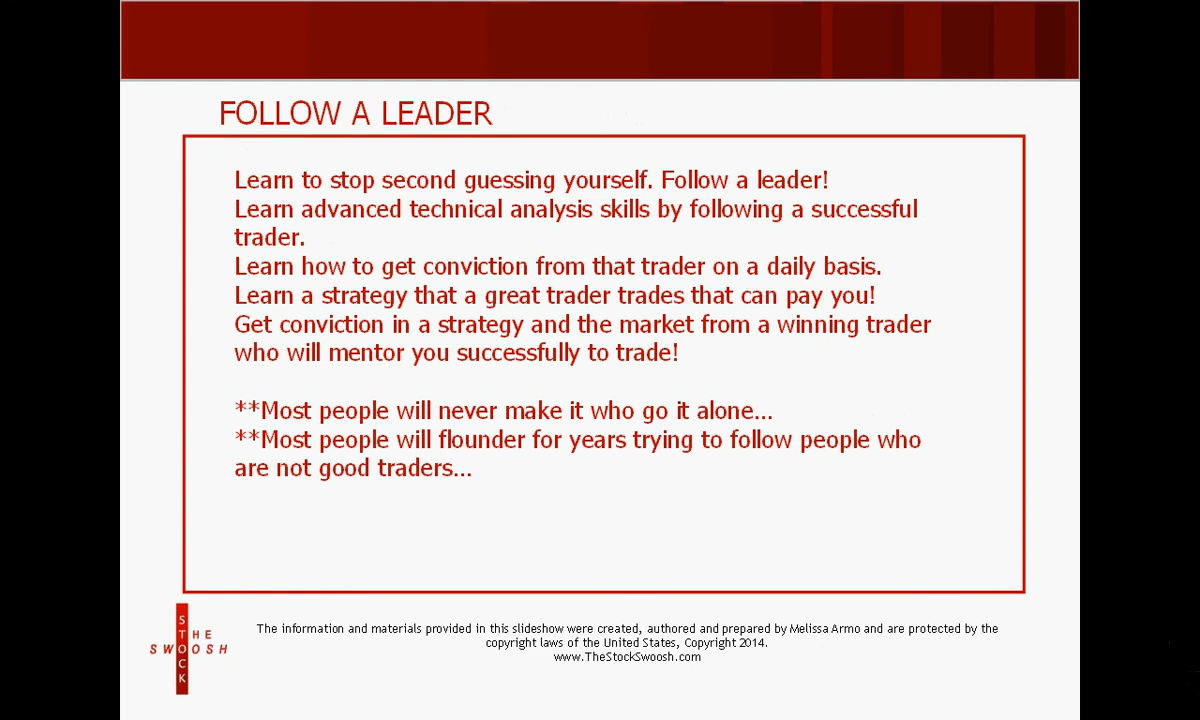 FOLLOW A LEADER
Learn to stop second guessing yourself. Follow a leader!
Learn advanced technical analysis skills by following a successful
trader.
Learn how to get conviction from that trader on a daily basis.
Learn a strategy that a great trader trades that can pay you!
Get conviction in a strategy and the market from a winning trader
who will mentor you successfully to trade!
**Most people will never make it who go it alone...
**Most people will flounder for years trying to follow people who
are not good traders...
THE
STOCK
SWOOSH
The information and materials provided in this slideshow were created, authored and prepared by Melissa Armo and are protected by the
copyright laws of the United States, Copyright 2014.
www.TheStockSwoosh.com